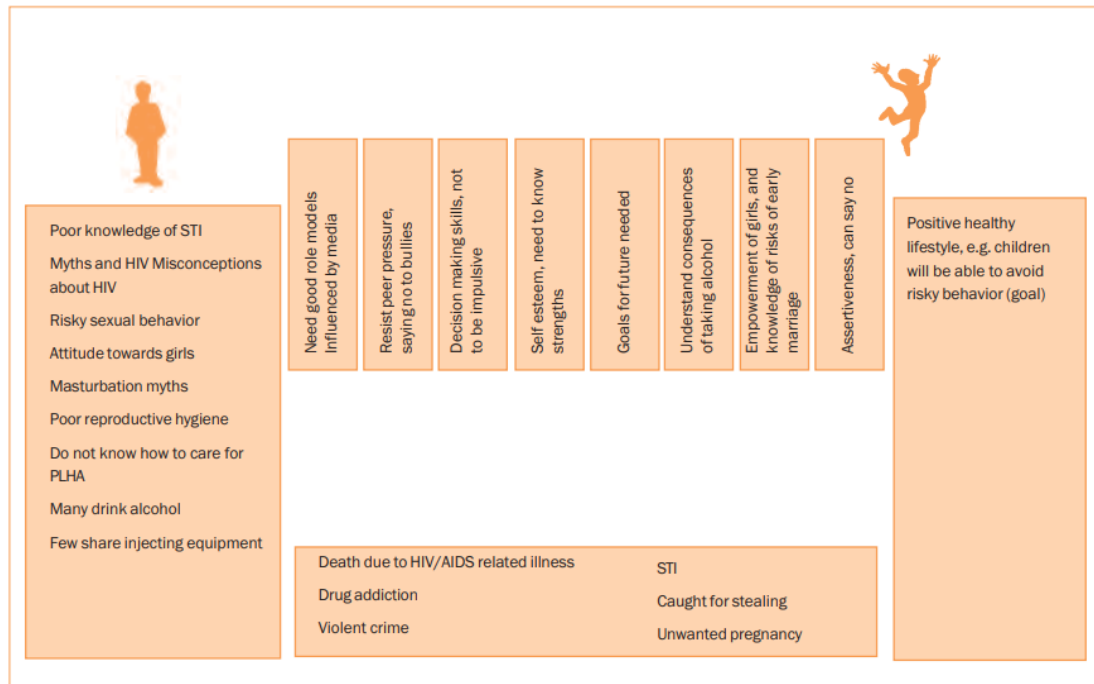 Poor knowledge of STI
Myths and HIV Misconceptions
about HIV
Risky sexual behavior
Attitude towards girls
Masturbation myths
Poor reproductive hygiene
Do not know how to care for
PLHA
Many drink alcohol
Few share injecting equipment
Need good role models
Influenced by media
Resist peer pressure,
saying no to bullies
Decision making skills, not
to be impulsive
Self esteem, need to know
strengths
Goals for future needed
Understand consequences
of taking alcohol
Empowerment of girls, and
knowledge of risks of early
marriage
Assertiveness, can say no
Positive healthy
lifestyle, e.g. children
will be able to avoid
risky behavior (goal)
Death due to HIV/AIDS related illness
Drug addiction
Violent crime
STI
Caught for stealing
Unwanted pregnancy